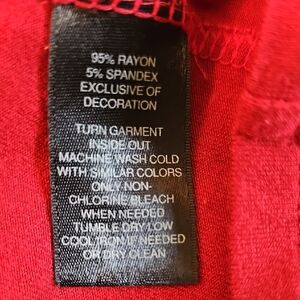 95% RAYON
5% SPANDEX
EXCLUSIVE OF
DECORATION
TURN GARMENT
INSIDE OUT
MACHINE WASH COLD
WITH SIMILAR COLORS
ONLY NON-
CHLORINE BLEACH
WHEN NEEDED
TUMBLE DRY LOW
COOL IRON IF NEEDED
OR DRY CLEAN